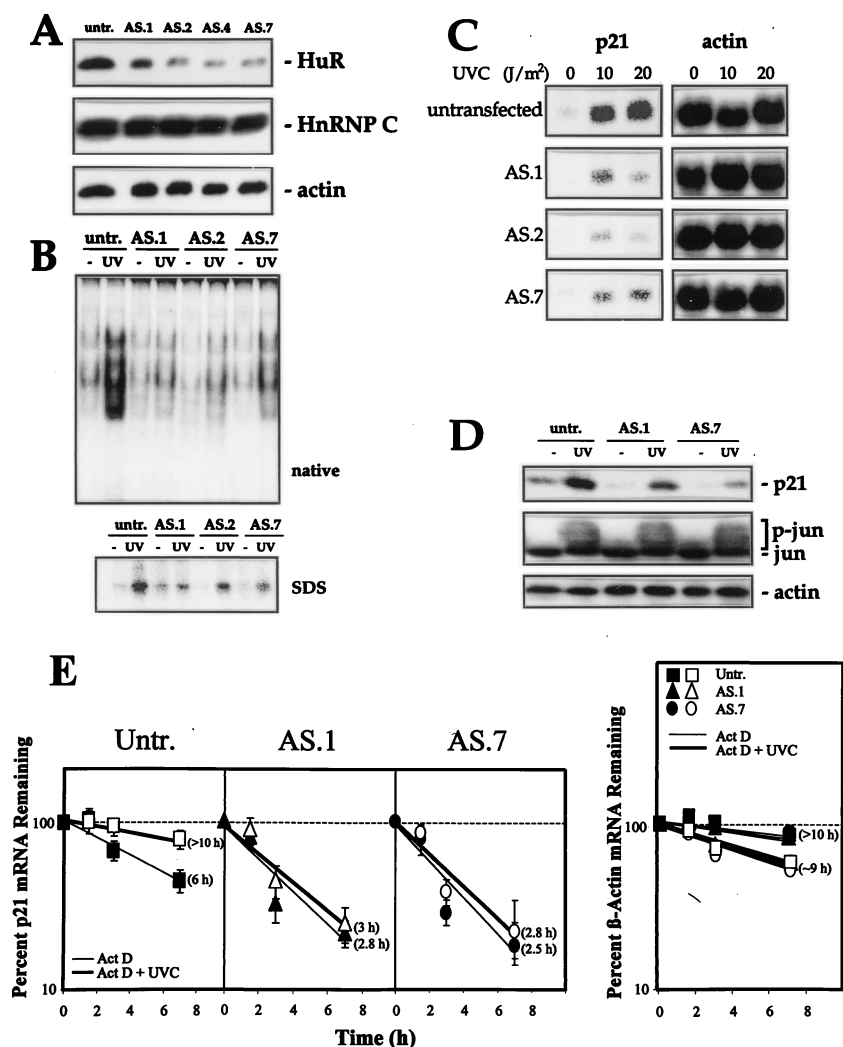 A
untr. AS.1 AS.2 AS.4 AS.7
- HuR
- HnRNP C
- actin
B
untr. AS.1 AS.2 AS.7
- UV - UV - UV - UV
native
untr. AS.1 AS.2 AS.7
- UV - UV - UV - UV
SDS
C
p21 actin
UVC (J/m²) 0 10 20 0 10 20
untransfected
AS.1
AS.2
AS.7
D
untr. AS.1 AS.7
- UV - UV - UV
- p21
p-jun
- jun
- actin
E
Untr. AS.1 AS.7
Percent p21 mRNA Remaining
100
10
(>10 h)
(6 h)
(3 h)
(2.8 h)
(2.8 h)
(2.5 h)
Act D
Act D + UVC
0 2 4 6 8 0 2 4 6 8 0 2 4 6 8
Time (h)
Percent ß-Actin mRNA Remaining
Untr.
AS.1
AS.7
Act D
Act D + UVC
100
10
(>10 h)
(~9 h)
0 2 4 6 8